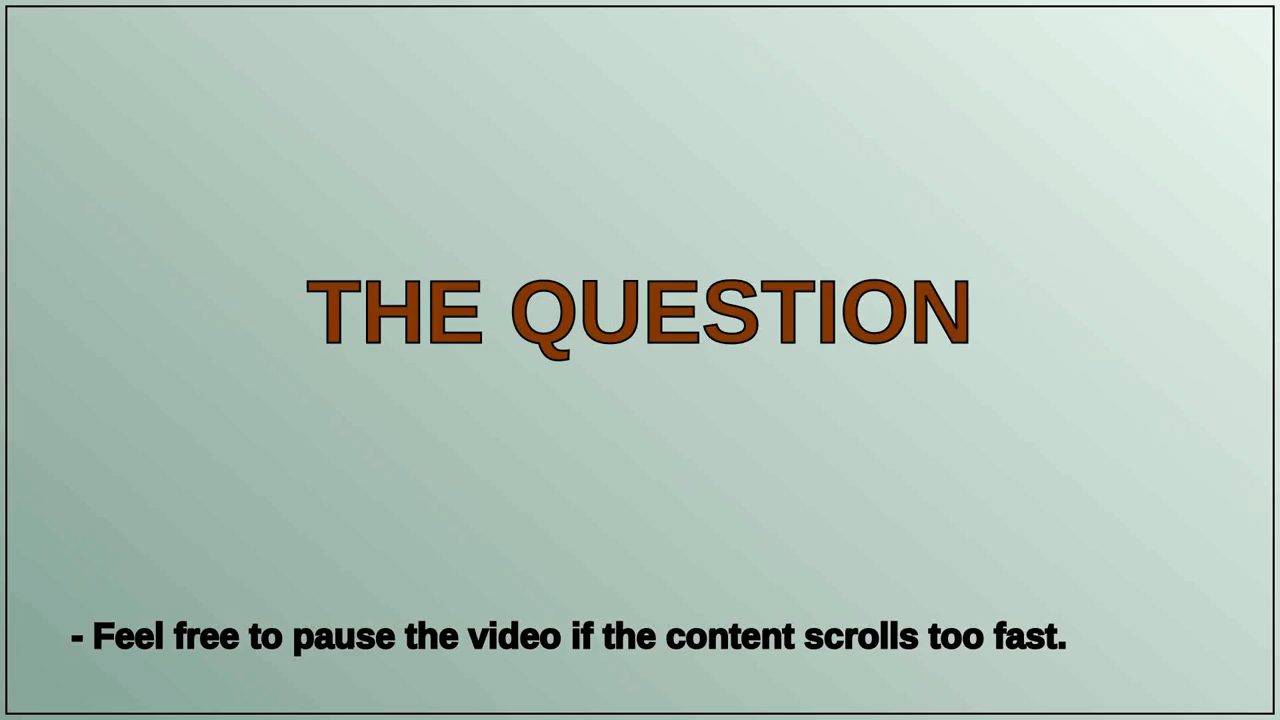 THE QUESTION
- Feel free to pause the video if the content scrolls too fast.